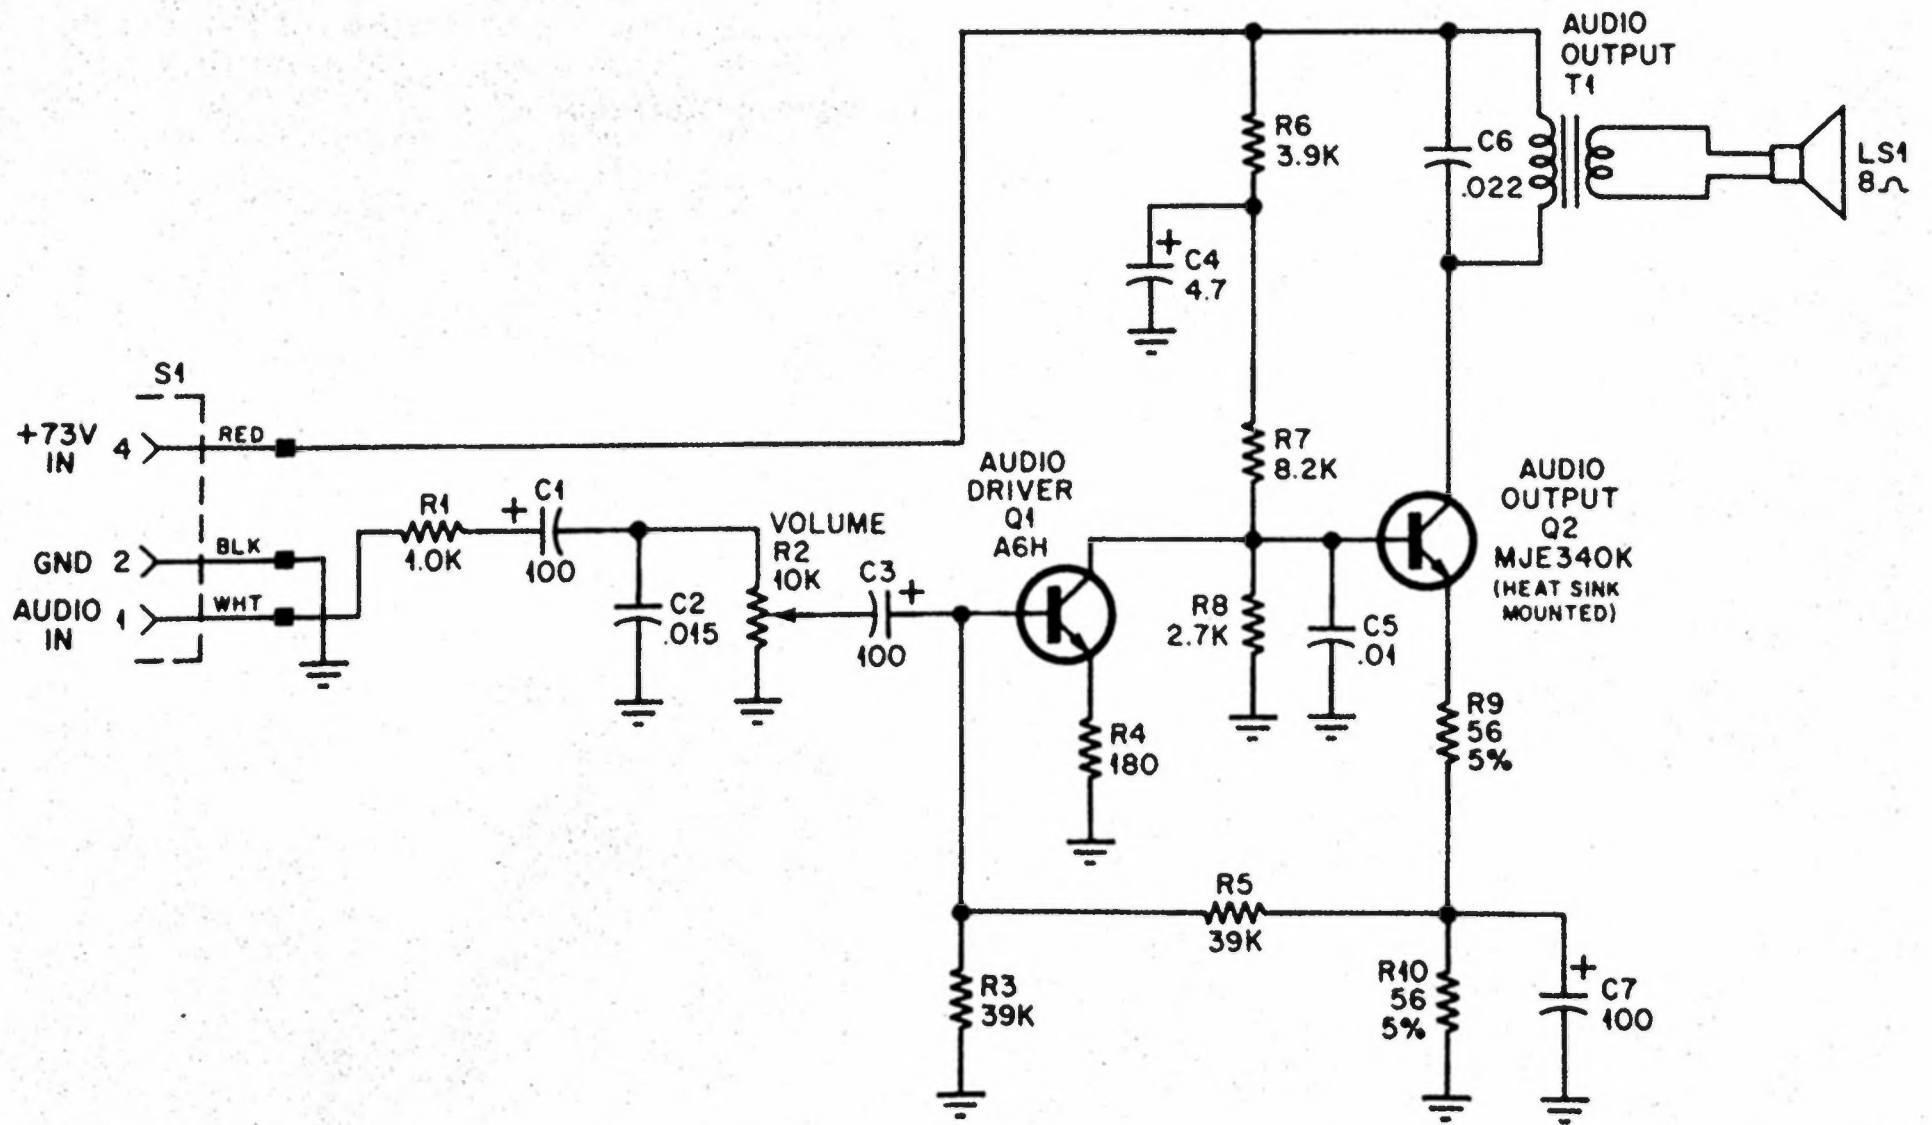 AUDIO
OUTPUT
T1
R6
3.9K
C6
.022
LS1
8
+
C4
4.7
S1
+73V
IN
4
RED
R7
8.2K
AUDIO
DRIVER
Q1
A6H
AUDIO
OUTPUT
Q2
MJE340K
(HEAT SINK
MOUNTED)
R1
1.0K
+
C1
100
VOLUME
R2
10K
GND 2
BLK
AUDIO
IN
1
WHT
C2
.015
C3
+
100
R8
2.7K
C5
.01
R4
180
R9
56
5%
R5
39K
R3
39K
R10
56
5%
+
C7
100